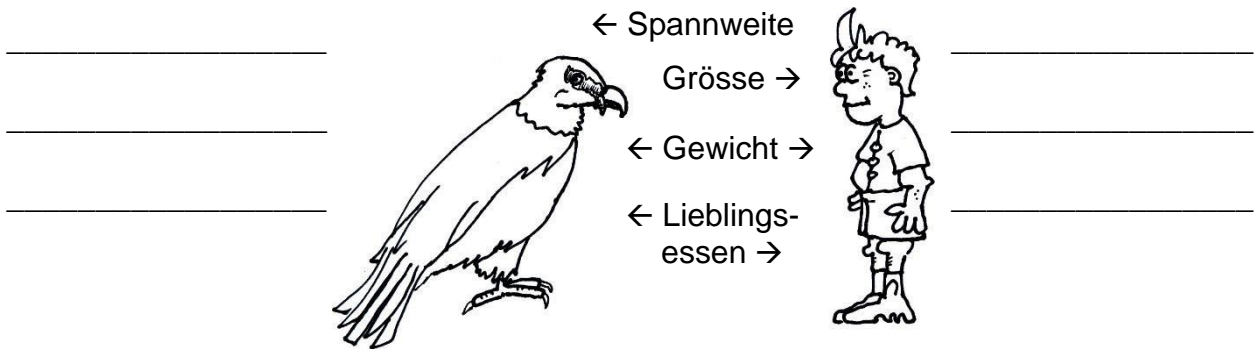 ← Spannweite
Grösse →
← Gewicht →
← Lieblings-
essen →